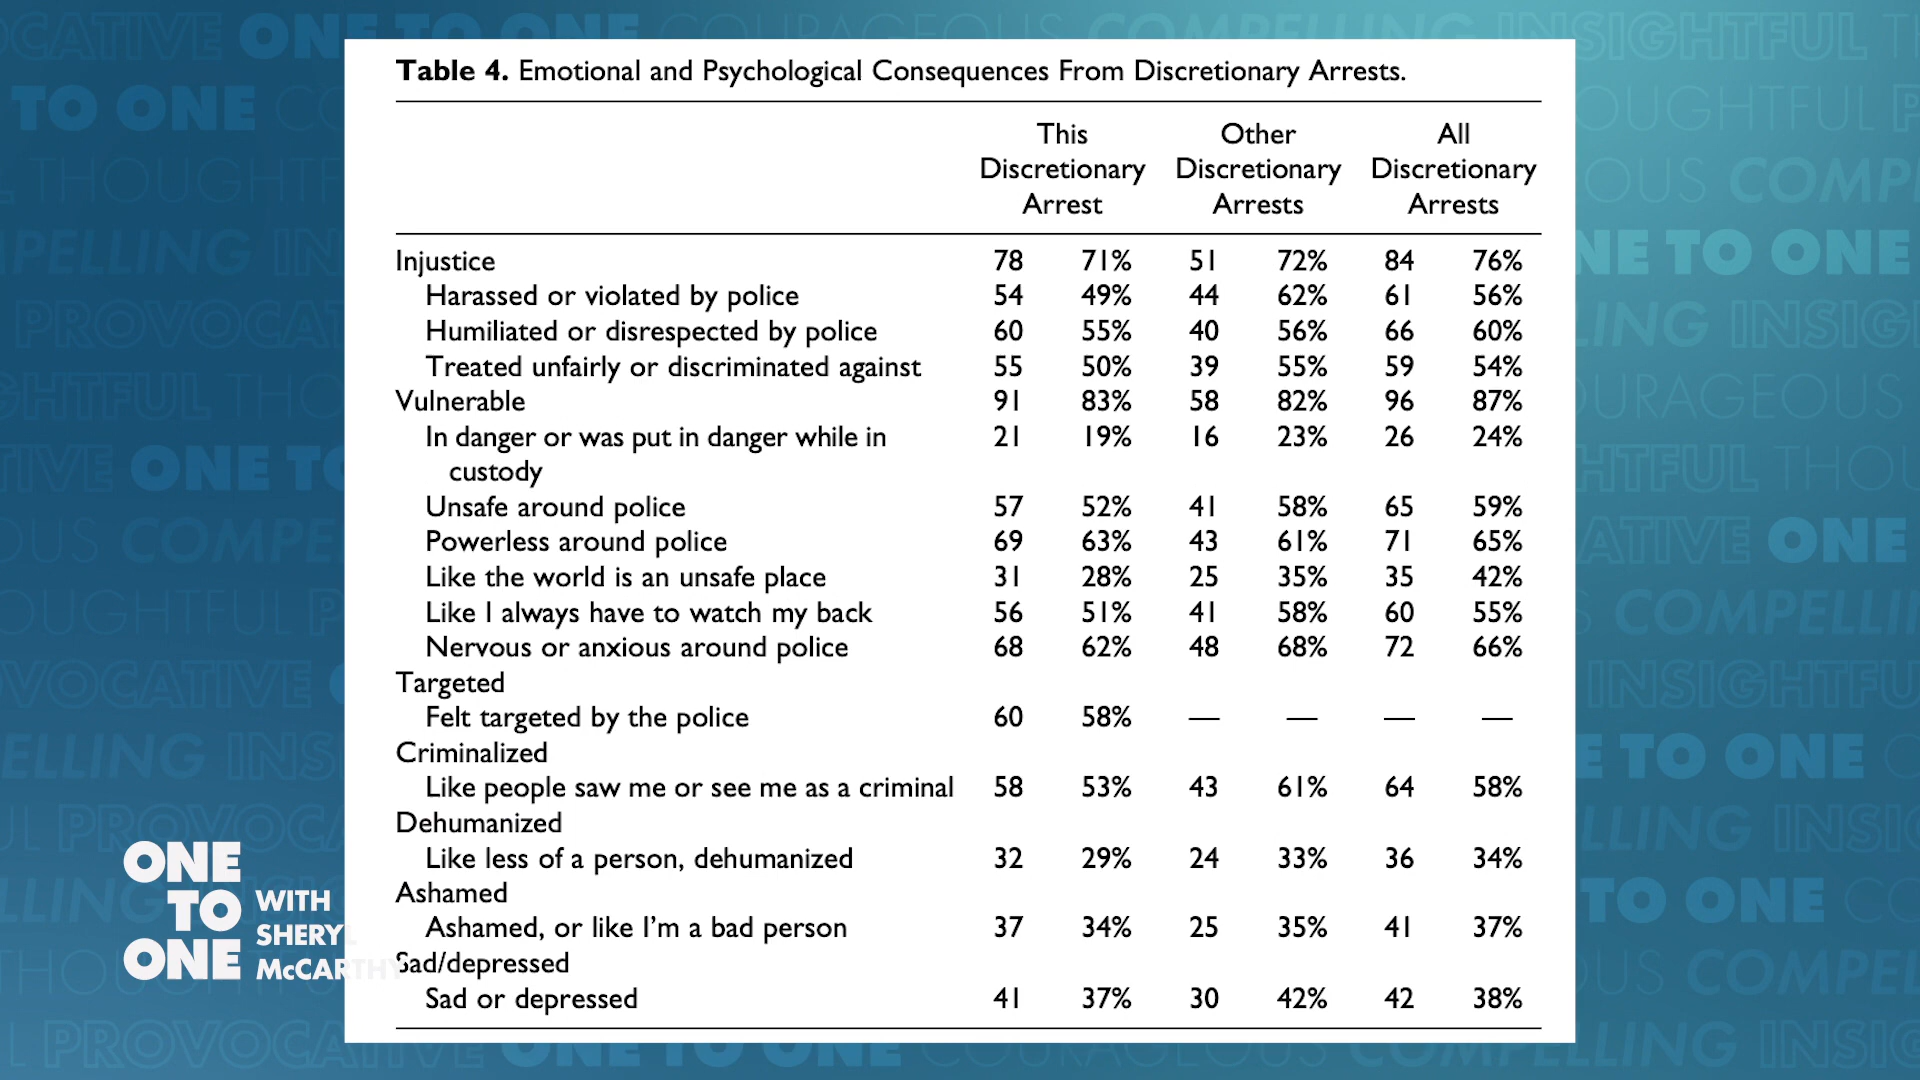 Table 4. Emotional and Psychological Consequences From Discretionary Arrests.
This Discretionary Arrest Other Discretionary Arrests All Discretionary Arrests
Injustice 78 71% 51 72% 84 76%
Harassed or violated by police 54 49% 44 62% 61 56%
Humiliated or disrespected by police 60 55% 40 56% 66 60%
Treated unfairly or discriminated against 55 50% 39 55% 59 54%
Vulnerable 91 83% 58 82% 96 87%
In danger or was put in danger while in 21 19% 16 23% 26 24%
custody
Unsafe around police 57 52% 41 58% 65 59%
Powerless around police 69 63% 43 61% 71 65%
Like the world is an unsafe place 31 28% 25 35% 35 42%
Like I always have to watch my back 56 51% 41 58% 60 55%
Nervous or anxious around police 68 62% 48 68% 72 66%
Targeted
Felt targeted by the police 60 58% — — — —
Criminalized
Like people saw me or see me as a criminal 58 53% 43 61% 64 58%
Dehumanized
Like less of a person, dehumanized 32 29% 24 33% 36 34%
Ashamed
Ashamed, or like I'm a bad person 37 34% 25 35% 41 37%
Sad/depressed
Sad or depressed 41 37% 30 42% 42 38%
ONE
TO
ONE
WITH
SHERYL
McCARTHY